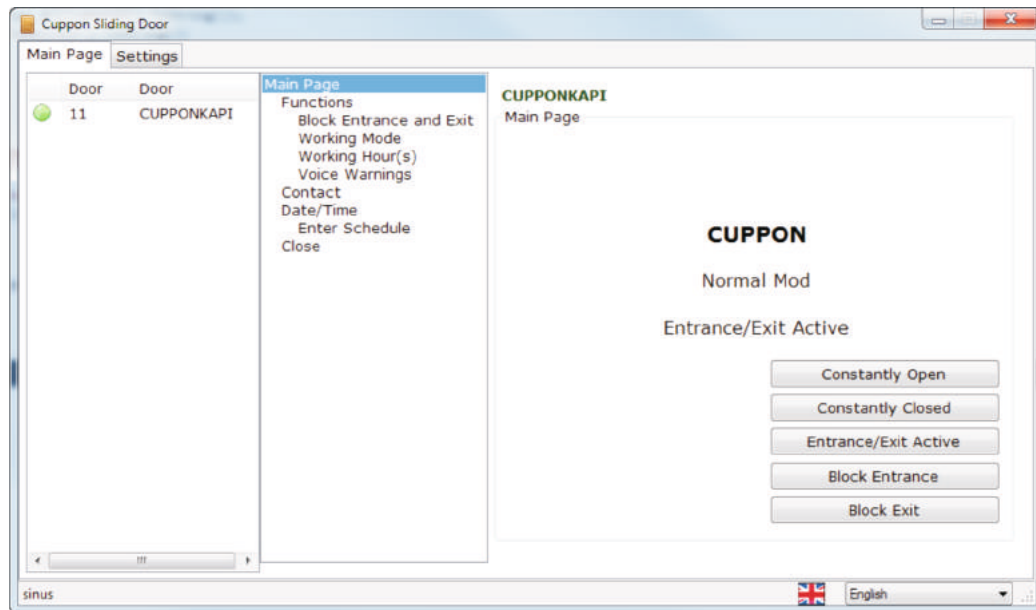 Cuppon Sliding Door
Main Page Settings
Door Door
11 CUPPONKAPI
Main Page
Functions
Block Entrance and Exit
Working Mode
Working Hour(s)
Voice Warnings
Contact
Date/Time
Enter Schedule
Close
CUPPONKAPI
Main Page
CUPPON
Normal Mod
Entrance/Exit Active
Constantly Open
Constantly Closed
Entrance/Exit Active
Block Entrance
Block Exit
sinus
English